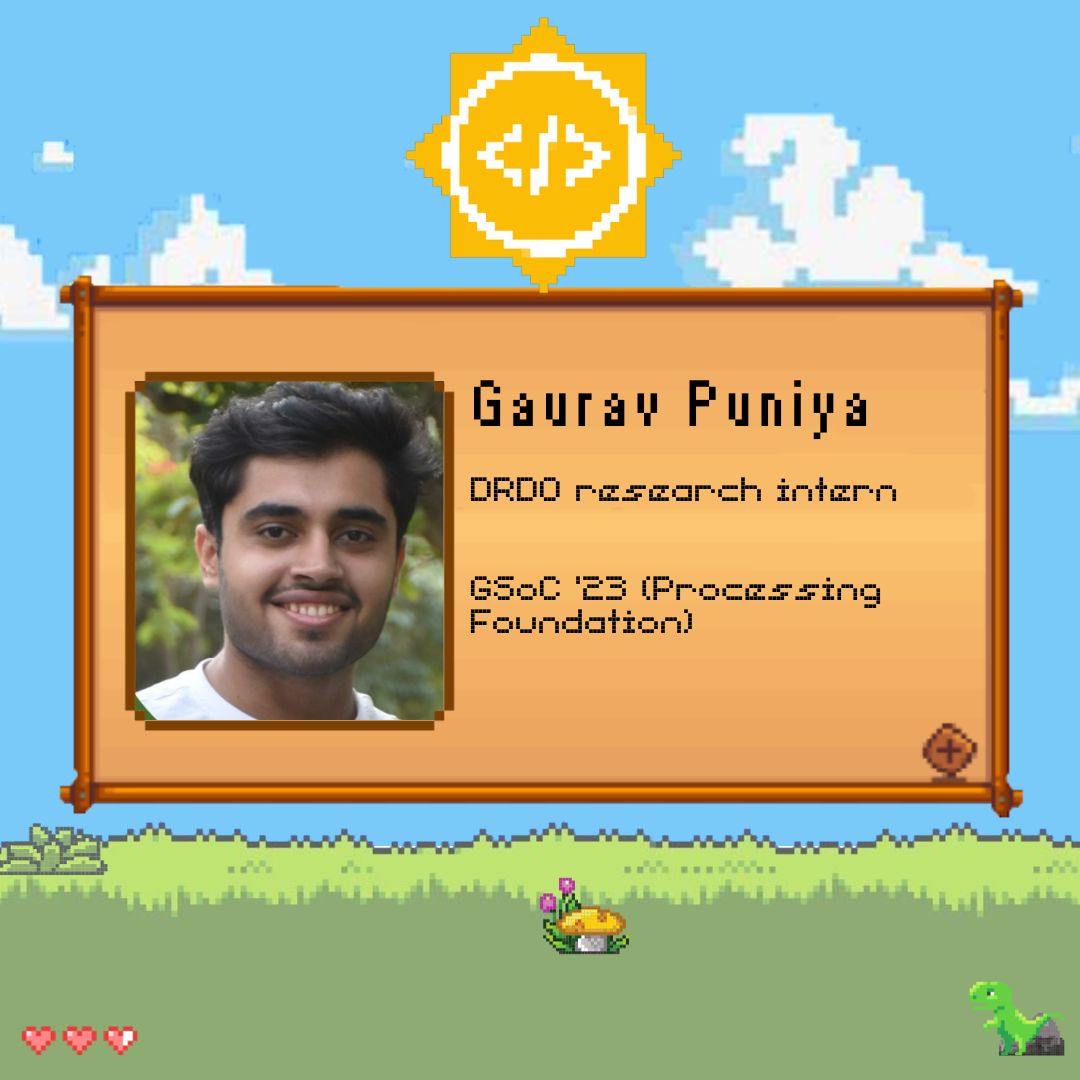 </>
Gaurav Puniya
DRDO research intern
GSoC '23 (Processing
Foundation)